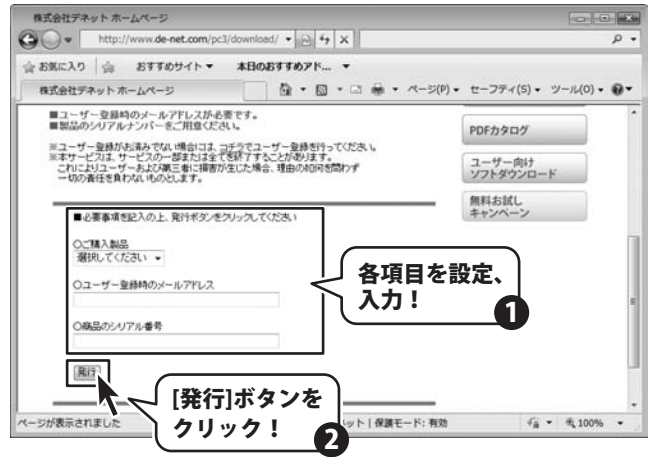 株式会社デネット ホームページ
http://www.de-net.com/pc3/download/
お気に入り おすすめサイト 本日のおすすめアド...
株式会社デネット ホームページ
ページ(P) セーフティ(S) ツール(O)
■ユーザー登録時のメールアドレスが必要です。
■製品のシリアルナンバーをご用意ください。
※ユーザー登録がお済みでない場合には、コチラでユーザー登録を行ってください。
※本サービスは、サービスの一部または全てを終了することがあります。
これによりユーザーおよび第三者に損害が生じた場合、理由の如何を問わず
一切の責任を負わないものとします。
PDFカタログ
ユーザー向け
ソフトダウンロード
無料お試し
キャンペーン
■必要事項を記入の上、発行ボタンをクリックしてください
○ご購入製品
選択してください
○ユーザー登録時のメールアドレス
○商品のシリアル番号
各項目を設定、
入力！
1
発行
[発行]ボタンを
クリック！
2
ページが表示されました
ット | 保護モード: 有効
100%